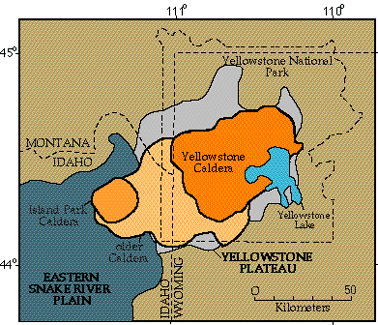 111°
110°
45°
Yellowstone National
Park
MONTANA
IDAHO
Yellowstone
Caldera
Island Park
Caldera
Yellowstone
Lake
older
Caldera
YELLOWSTONE
PLATEAU
44°
EASTERN
SNAKE RIVER
PLAIN
IDAHO
WYOMING
0
50
Kilometers